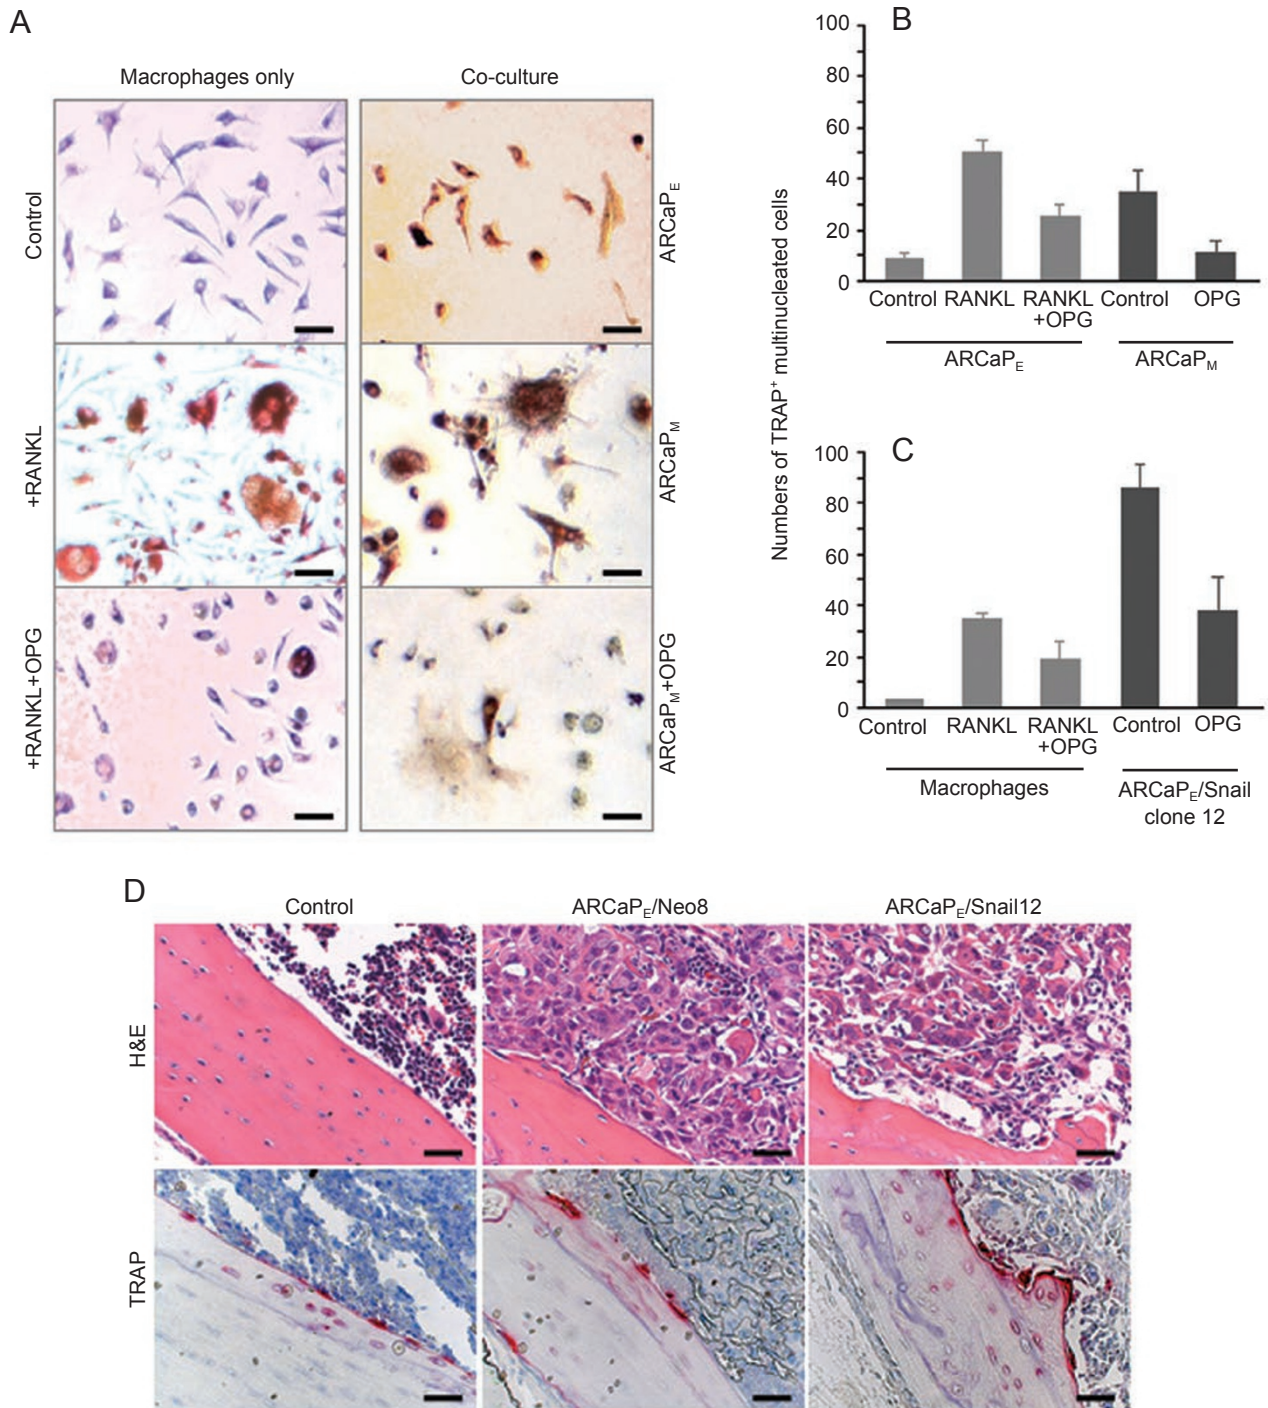 A
Macrophages only
Co-culture
Control
ARCaPE
+RANKL
ARCaPM
+RANKL+OPG
ARCaPM+OPG
Numbers of TRAP+ multinucleated cells
B
100
80
60
40
20
0
Control RANKL RANKL Control OPG
+OPG
ARCaPE ARCaPM
C
100
80
60
40
20
0
Control RANKL RANKL Control OPG
+OPG
Macrophages ARCaPE/Snail
clone 12
D
Control ARCaPE/Neo8 ARCaPE/Snail12
H&E
TRAP